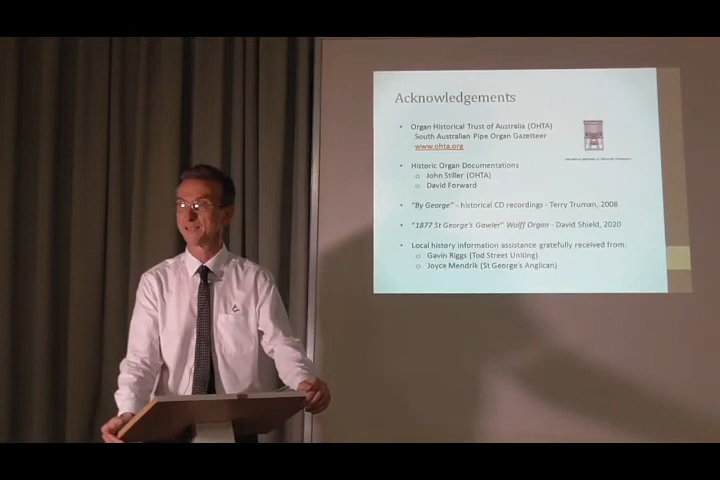 Acknowledgements
• Organ Historical Trust of Australia (OHTA)
South Australian Pipe Organ Gazetteer
www.ohta.org
• Historic Organ Documentations
o John Stiller (OHTA)
o David Forward
• "By George" - historical CD recordings - Terry Truman, 2008
• "1877 St George's Gawler" Wolff Organ - David Shield, 2020
• Local history information assistance gratefully received from:
o Gavin Riggs (Tod Street Uniting)
o Joyce Mendrik (St George's Anglican)